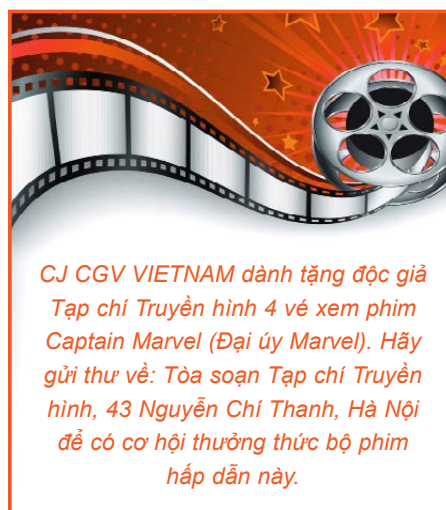 CJ CGV VIETNAM dành tặng độc giả
Tạp chí Truyền hình 4 vé xem phim
Captain Marvel (Đại úy Marvel). Hãy
gửi thư về: Tòa soạn Tạp chí Truyền
hình, 43 Nguyễn Chí Thanh, Hà Nội
để có cơ hội thưởng thức bộ phim
hấp dẫn này.